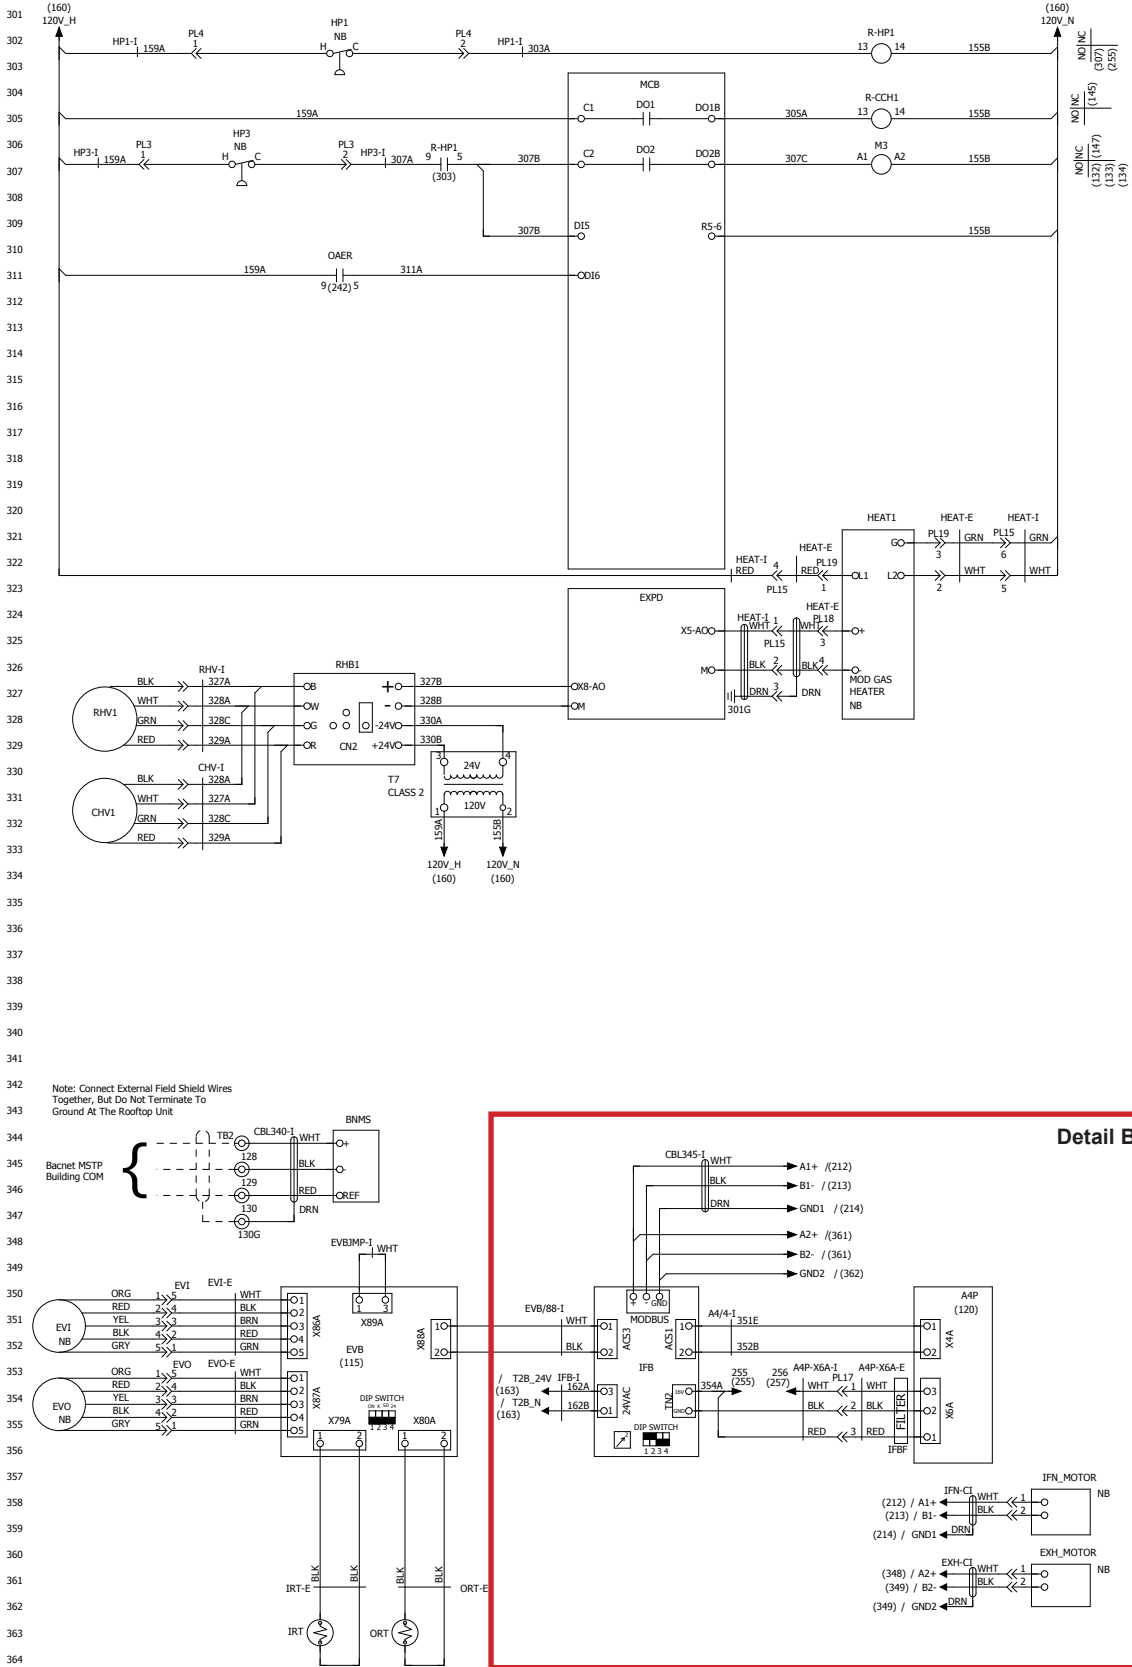 301 (160) (160)
120V_H HP1 120V_N
302 HP1-I 159A PL4 1 NB H C PL4 2 HP1-I 303A R-HP1 13 14 155B NO NC (307) (255)
303
304 MCB
305 159A C1 DO1 DO1B 305A R-CCH1 13 14 155B NO NC (145)
306 HP3 NB
HP3-I 159A PL3 1 H C PL3 2 HP3-I 307A R-HP1 9 5 (303) 307B C2 DO2 DO2B 307C M3 A1 A2 155B NO NC (132) (147) (133) (134)
307
308
309 307B DI5 R5-6 155B
310 OAER
311 159A 9 (242) 5 311A DI6
312
313
314
315
316
317
318
319
320 HEAT1 HEAT-E HEAT-I
321 G PL19 3 GRN PL15 6 GRN
322 HEAT-I RED 4 PL15 HEAT-E RED PL19 1 L1 L2 2 WHT 5 WHT
323 EXPD
324 X5-AO HEAT-I WHT 1 PL15 HEAT-E WHT PL18 3 +
325
326 RHB1 M BLK 2 BLK 4 -
RHV-I DRN 3 DRN 301G MOD GAS
327 BLK 327A B + 327B X8-AO HEATER
WHT 328A W - 328B M NB
328 RHV1 GRN 328C G -24V 330A
329 RED 329A R CN2 +24V 330B
330 CHV-I 3 24V 4
BLK 328A T7
331 WHT 327A CLASS 2 120V
CHV1 1 2
332 GRN 328C 159A 155B
333 RED 329A
120V_H 120V_N
334 (160) (160)
335
336
337
338
339
340
341
342 Note: Connect External Field Shield Wires
Together, But Do Not Terminate To
343 Ground At The Rooftop Unit BNMS
344 TB2 CBL340-I WHT + Detail B
128
345 Bacnet MSTP BLK - CBL345-I WHT A1+ /(212)
Building COM 129
346 RED REF BLK B1- /(213)
130
347 DRN DRN GND1 /(214)
130G
348 EVBJMP-I WHT A2+ /(361)
349 B2- /(361)
GND2 /(362)
350 EVI EVI-E
ORG 1 5 WHT 1 1 3 X89A + - GND A4P
RED 2 4 BLK 2 EVB/88-I MODBUS A4/4-I (120)
351 EVI YEL 3 3 BRN 3 X86A EVB 1 X88A WHT 1 ACS3 ACS1 1 351E 1 X4A
NB BLK 4 2 RED 4 (115)
352 GRY 5 1 GRN 5 2 BLK 2 IFB 2 352B 2
353 EVO EVO-E
ORG 1 5 WHT 1 / T2B_24V IFB-I 255 256 A4P-X6A-I A4P-X6A-E
RED 2 4 BLK 2 DIP SWITCH (163) 162A 3 24VAC TN2 16V 354A (255) (257) WHT PL17 1 WHT 3
354 EVO YEL 3 3 BRN 3 X87A ON K SD 24 / T2B_N 162B 1 GND BLK 2 BLK FILTER 2 X6A
NB BLK 4 2 RED 4 1 2 3 4 (163)
355 GRY 5 1 GRN 5 X79A X80A DIP SWITCH RED 3 RED 1
356 1 2 1 2 2 1 2 3 4 IFBF
357 IFN_MOTOR
358 IFN-CI WHT 1 NB
(212) / A1+
359 (213) / B1- BLK 2
(214) / GND1 DRN
360 BLK BLK BLK BLK EXH_MOTOR
EXH-CI WHT 1 NB
361 IRT-E ORT-E (348) / A2+
(349) / B2- BLK 2
362 (349) / GND2 DRN
363 IRT ORT
364